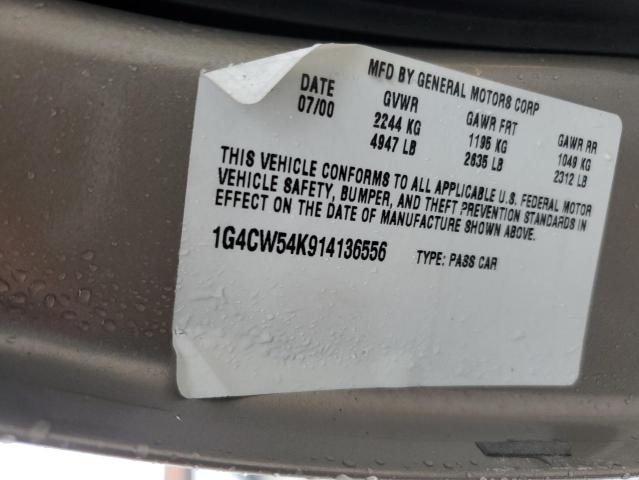 MFD BY GENERAL MOTORS CORP
DATE GVWR GAWR FRT GAWR RR
07/00 2244 KG 1195 KG 1049 KG
4947 LB 2635 LB 2312 LB
THIS VEHICLE CONFORMS TO ALL APPLICABLE U.S. FEDERAL MOTOR
VEHICLE SAFETY, BUMPER, AND THEFT PREVENTION STANDARDS IN
EFFECT ON THE DATE OF MANUFACTURE SHOWN ABOVE.
1G4CW54K914136556 TYPE: PASS CAR